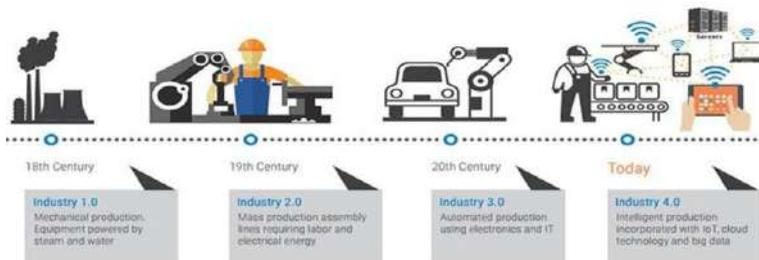 Servers
18th Century
19th Century
20th Century
Today
Industry 1.0
Mechanical production.
Equipment powered by
steam and water
Industry 2.0
Mass production assembly
lines requiring labor and
electrical energy
Industry 3.0
Automated production
using electronics and IT
Industry 4.0
Intelligent production
incorporated with IoT, cloud
technology and big data